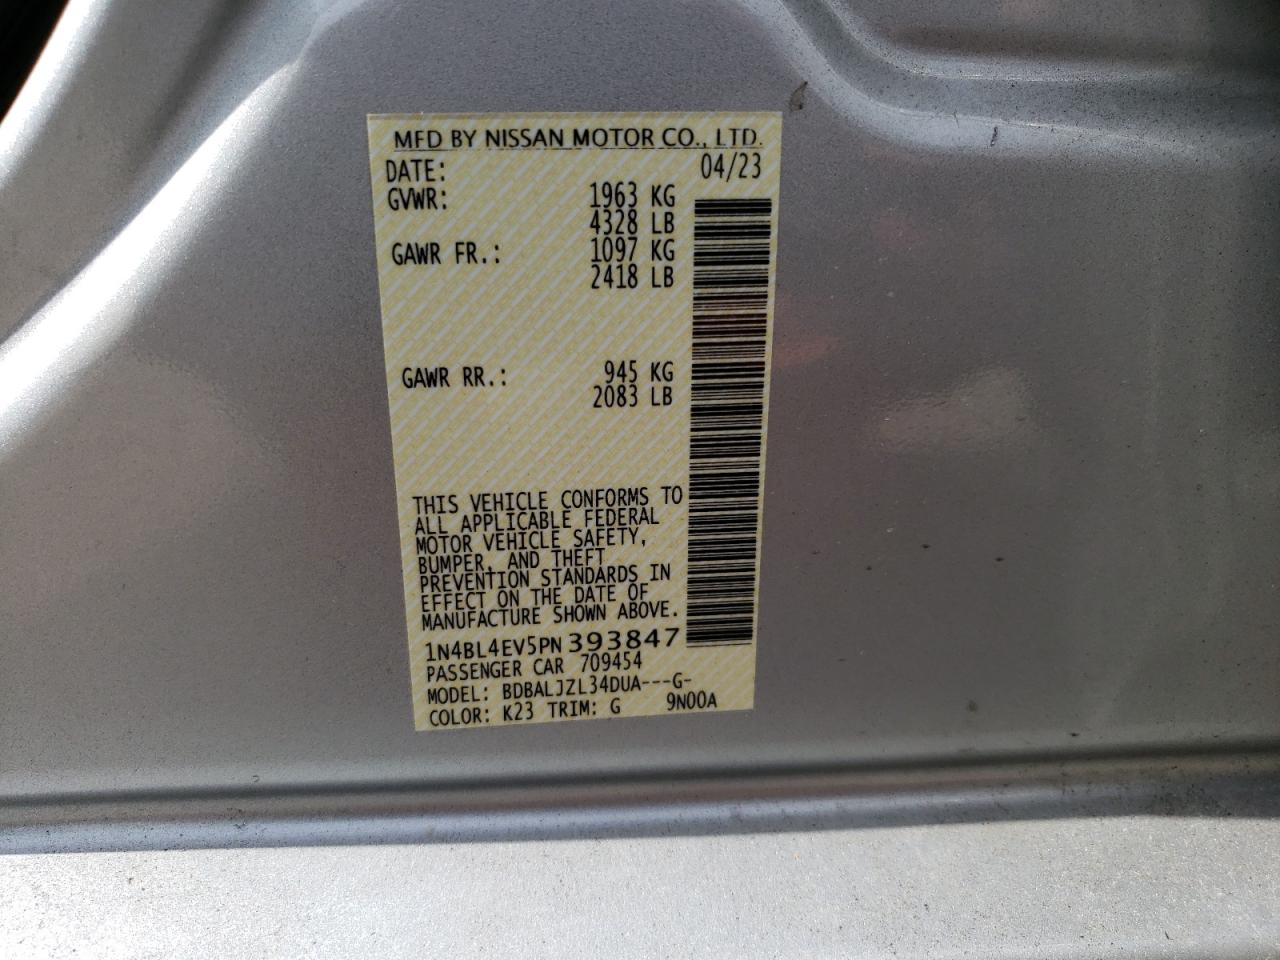 MFD BY NISSAN MOTOR CO., LTD.
DATE: 04/23
GVWR: 1963 KG
4328 LB
GAWR FR.: 1097 KG
2418 LB
GAWR RR.: 945 KG
2083 LB
THIS VEHICLE CONFORMS TO
ALL APPLICABLE FEDERAL
MOTOR VEHICLE SAFETY,
BUMPER, AND THEFT
PREVENTION STANDARDS IN
EFFECT ON THE DATE OF
MANUFACTURE SHOWN ABOVE.
1N4BL4EV5PN393847
PASSENGER CAR 709454
MODEL: BDBALJZL34DUA---G-
COLOR: K23 TRIM: G 9N00A